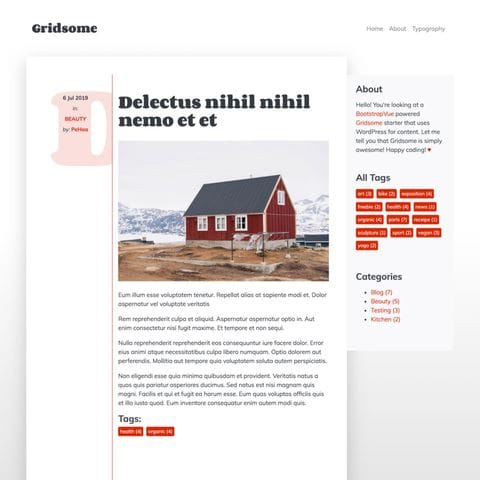 Gridsome
Home About Typography
D
6 Jul 2019
in:
BEAUTY
by: PeHaa
Delectus nihil nihil
nemo et et
Eum illum esse voluptatem tenetur. Repellat alias at sapiente modi et. Dolor
aspernatur vel voluptate veritatis.
Rem reprehenderit culpa et aliquid. Aspernatur aspernatur optio in. Aut
enim consectetur nisi fugit maxime. Et tempore et non sequi.
Nulla reprehenderit reprehenderit eos consequuntur iure facere dolor. Error
eius animi atque necessitatibus culpa libero numquam. Optio dolorem aut
perferendis. Mollitia aut tempore quia voluptatem soluta autem perspiciatis.
Non eligendi esse quia minima quibusdam et provident. Veritatis natus a
quos quis pariatur asperiores ducimus. Sed natus est nisi magnam quis
magni. Facilis et qui et fugit ea harum esse. Eum quas voluptas officiis quis
et illo iusto quod. Eum inventore consequatur enim autem modi quis.
Tags:
health (4) organic (4)
About
Hello! You're looking at a
BootstrapVue powered
Gridsome starter that uses
WordPress for content. Let me
tell you that Gridsome is simply
awesome! Happy coding! ♥
All Tags
art (3) bike (2) exposition (4)
freebie (2) health (4) news (1)
organic (4) paris (7) receipe (1)
sculpture (1) sport (2) vegan (3)
yoga (2)
Categories
Blog (7)
Beauty (5)
Testing (3)
Kitchen (2)